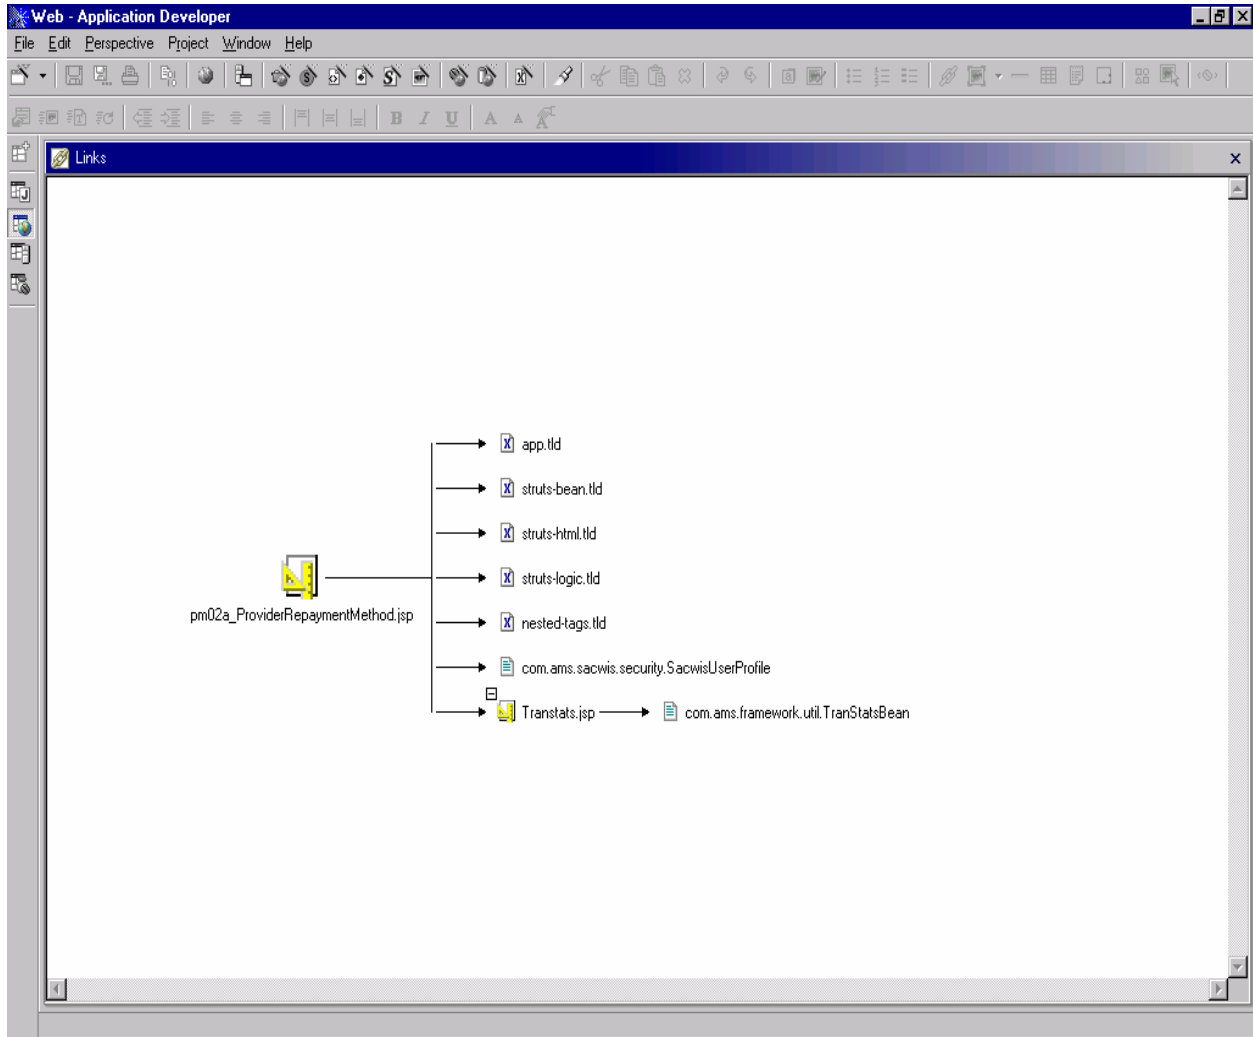 Web - Application Developer
File Edit Perspective Project Window Help
B I U A A
Links
app.tld
struts-bean.tld
struts-html.tld
struts-logic.tld
pm02a_ProviderRepaymentMethod.jsp
nested-tags.tld
com.ams.sacwis.security.SacwisUserProfile
Transtats.jsp com.ams.framework.util.TranStatsBean